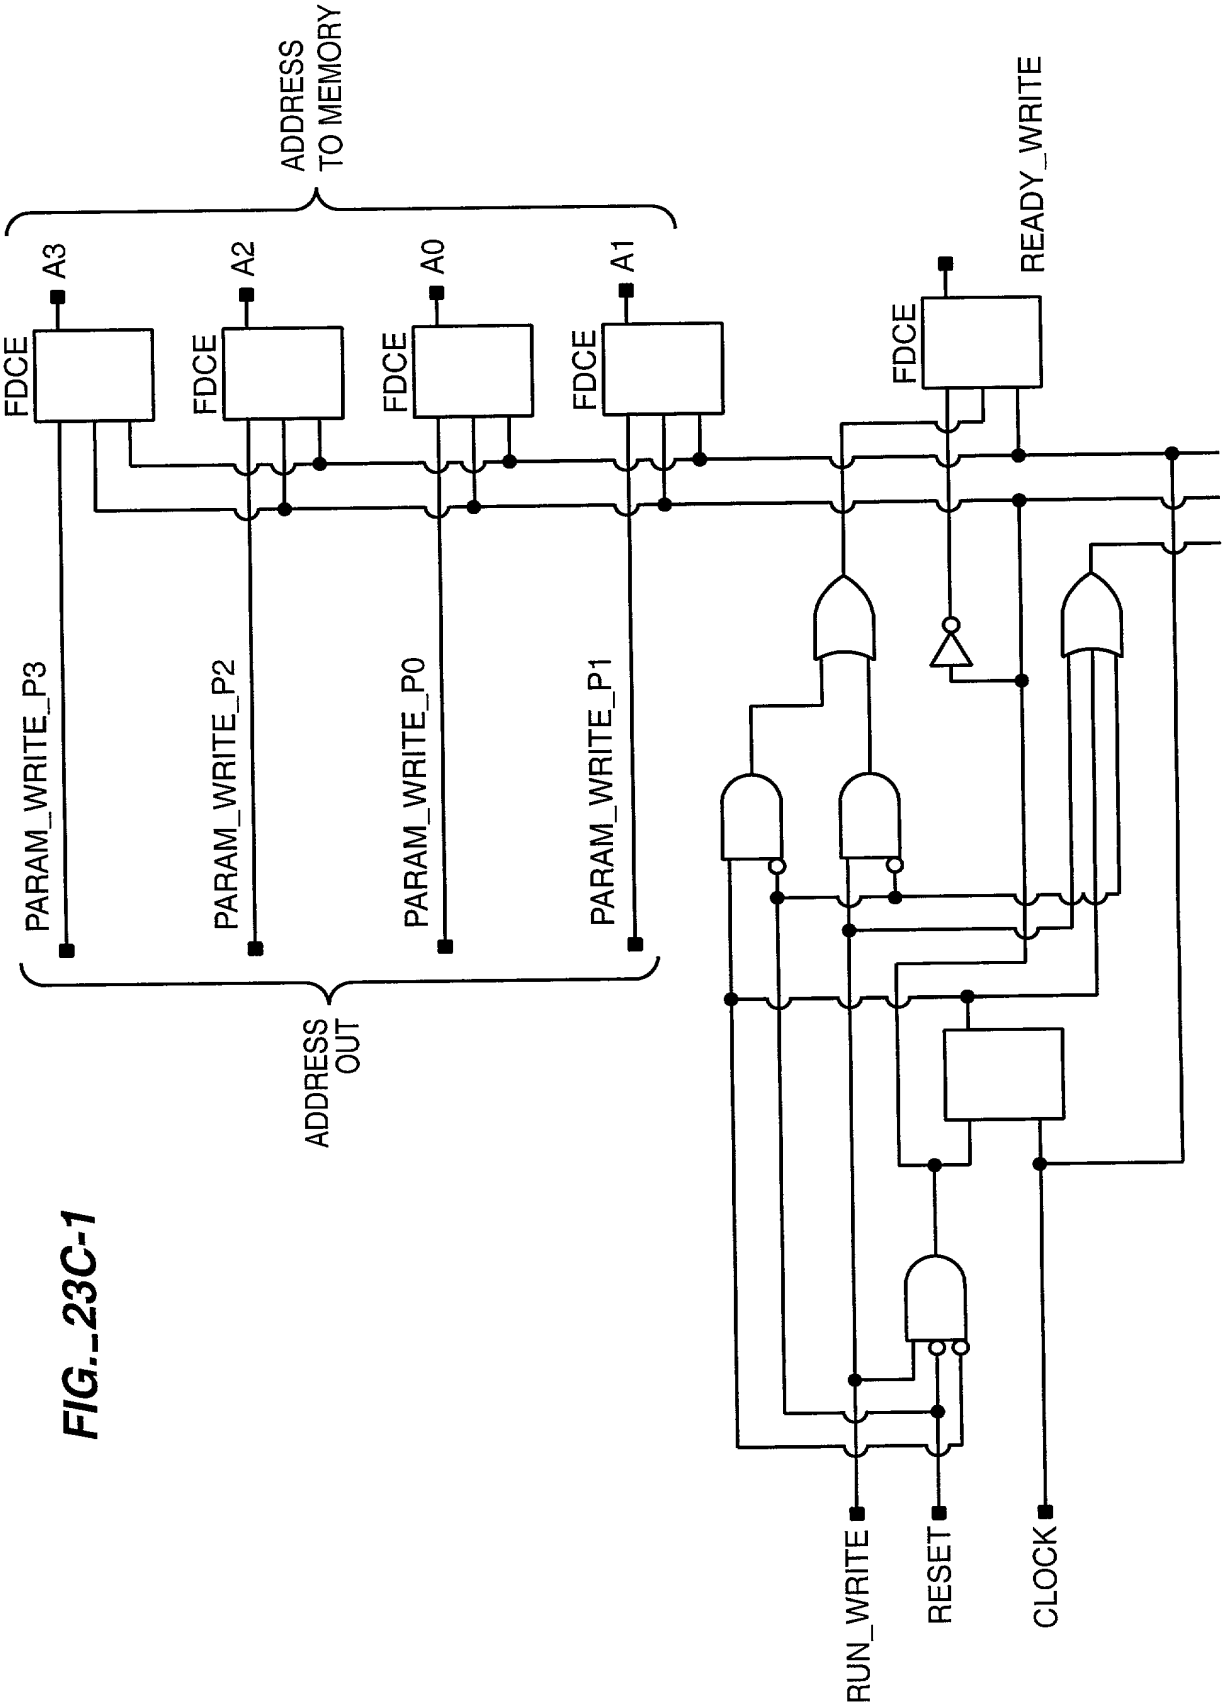 FIG._23C-1
ADDRESS
OUT
PARAM_WRITE_P3
PARAM_WRITE_P2
PARAM_WRITE_P0
PARAM_WRITE_P1
FDCE
A3
FDCE
A2
FDCE
A0
FDCE
A1
ADDRESS
TO MEMORY
FDCE
READY_WRITE
RUN_WRITE
RESET
CLOCK